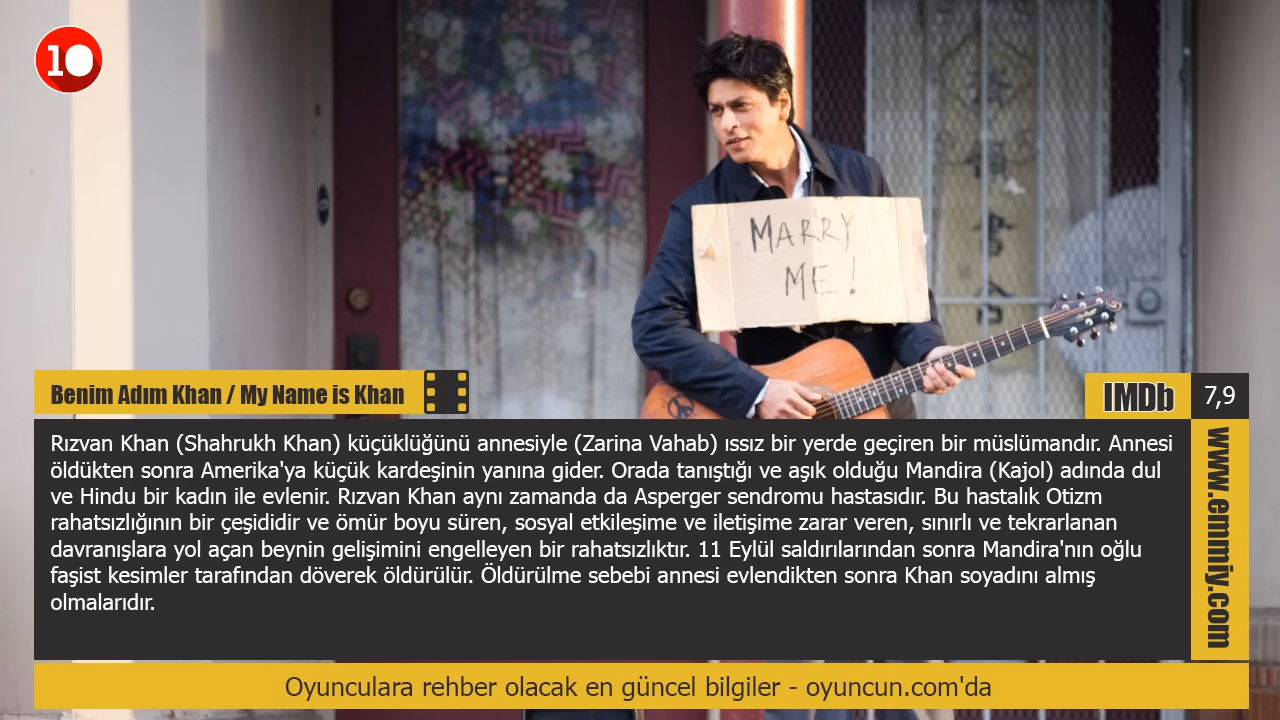 10
MARRY
ME!
Benim Adım Khan / My Name is Khan
IMDb 7,9
Rızvan Khan (Shahrukh Khan) küçüklüğünü annesiyle (Zarina Vahab) ıssız bir yerde geçiren bir müslümandır. Annesi
öldükten sonra Amerika'ya küçük kardeşinin yanına gider. Orada tanıştığı ve aşık olduğu Mandira (Kajol) adında dul
ve Hindu bir kadın ile evlenir. Rızvan Khan aynı zamanda da Asperger sendromu hastasıdır. Bu hastalık Otizm
rahatsızlığının bir çeşididir ve ömür boyu süren, sosyal etkileşime ve iletişime zarar veren, sınırlı ve tekrarlanan
davranışlara yol açan beynin gelişimini engelleyen bir rahatsızlıktır. 11 Eylül saldırılarından sonra Mandira'nın oğlu
faşist kesimler tarafından döverek öldürülür. Öldürülme sebebi annesi evlendikten sonra Khan soyadını almış
olmalarıdır.
www.emmiy.com
Oyunculara rehber olacak en güncel bilgiler - oyuncun.com'da